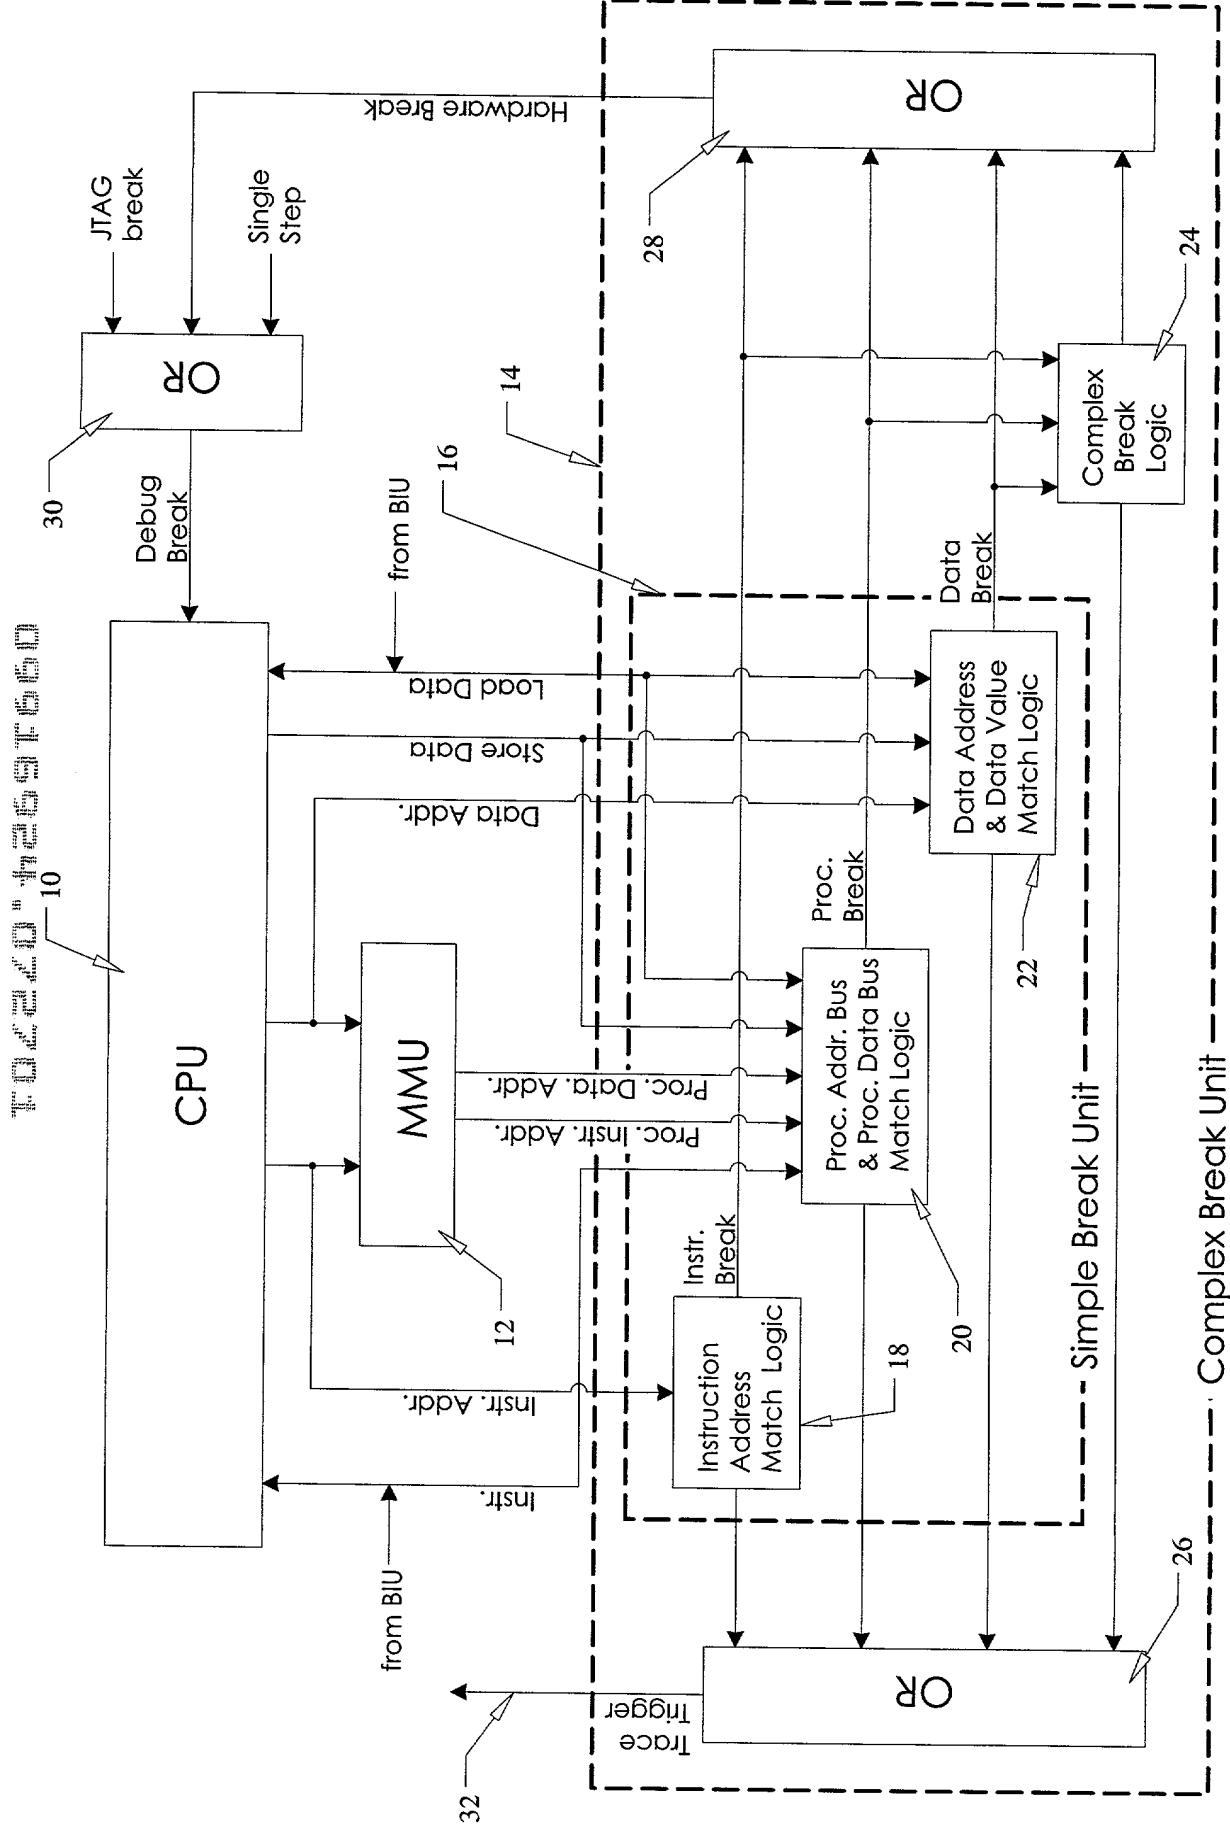 10
CPU
Debug
Break
30
OR
JTAG
break
Single
Step
Hardware Break
from BIU
Instr.
Instr. Addr.
12
MMU
Proc. Instr. Addr.
Proc. Data. Addr.
Data Addr.
Store Data
Load Data
from BIU
16
14
32
Trace
Trigger
OR
26
Instruction
Address
Match Logic
18
Instr.
Break
Proc. Addr. Bus
& Proc. Data Bus
Match Logic
20
Proc.
Break
Data Address
& Data Value
Match Logic
22
Data
Break
Complex
Break
Logic
24
28
OR
Simple Break Unit
Complex Break Unit